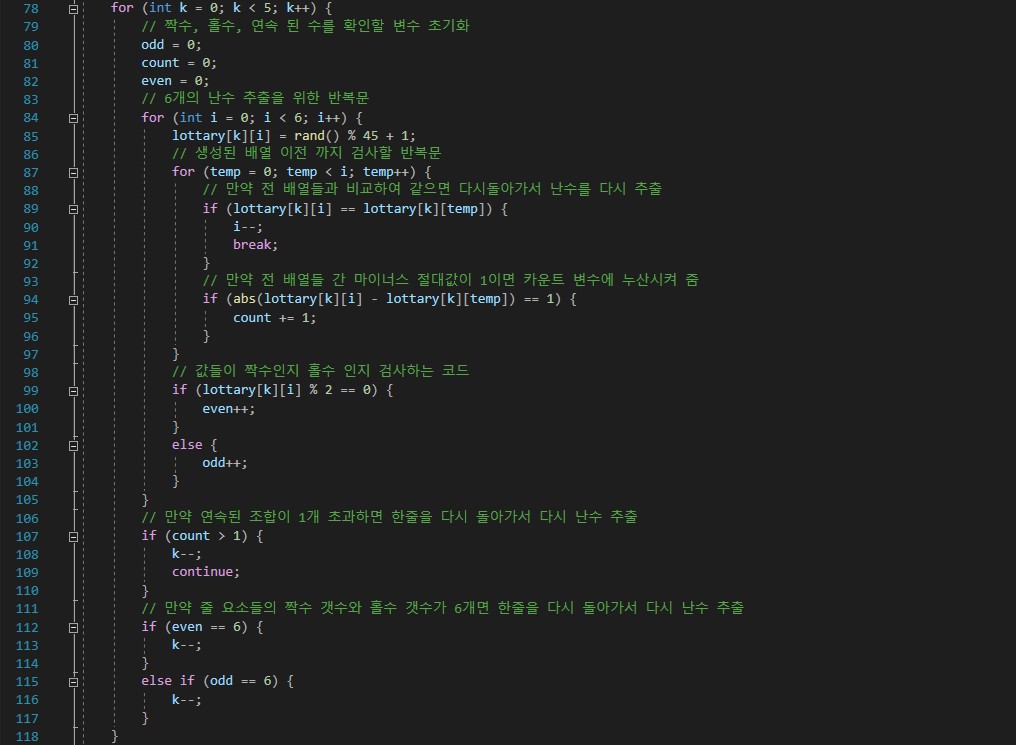 78 for (int k = 0; k < 5; k++) {
79 // 짝수, 홀수, 연속 된 수를 확인할 변수 초기화
80 odd = 0;
81 count = 0;
82 even = 0;
83 // 6개의 난수 추출을 위한 반복문
84 for (int i = 0; i < 6; i++) {
85 lottary[k][i] = rand() % 45 + 1;
86 // 생성된 배열 이전 까지 검사할 반복문
87 for (temp = 0; temp < i; temp++) {
88 // 만약 전 배열들과 비교하여 같으면 다시돌아가서 난수를 다시 추출
89 if (lottary[k][i] == lottary[k][temp]) {
90 i--;
91 break;
92 }
93 // 만약 전 배열들 간 마이너스 절대값이 1이면 카운트 변수에 누산시켜 줌
94 if (abs(lottary[k][i] - lottary[k][temp]) == 1) {
95 count += 1;
96 }
97 }
98 // 값들이 짝수인지 홀수 인지 검사하는 코드
99 if (lottary[k][i] % 2 == 0) {
100 even++;
101 }
102 else {
103 odd++;
104 }
105 }
106 // 만약 연속된 조합이 1개 초과하면 한줄을 다시 돌아가서 다시 난수 추출
107 if (count > 1) {
108 k--;
109 continue;
110 }
111 // 만약 줄 요소들의 짝수 갯수와 홀수 갯수가 6개면 한줄을 다시 돌아가서 다시 난수 추출
112 if (even == 6) {
113 k--;
114 }
115 else if (odd == 6) {
116 k--;
117 }
118 }